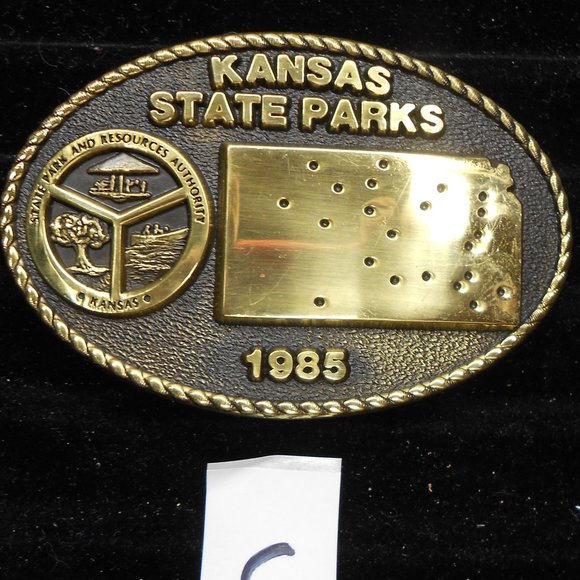 KANSAS
STATE PARKS
STATE PARK AND RESOURCES AUTHORITY
KANSAS
1985